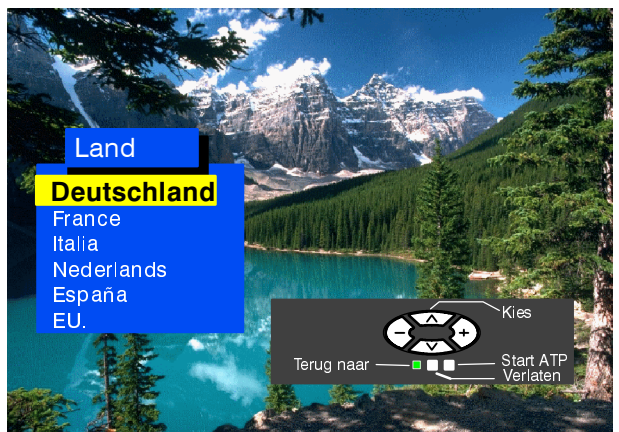 Land
Deutschland
France
Italia
Nederlands
España
EU.
Kies
Terug naar
Start ATP
Verlaten